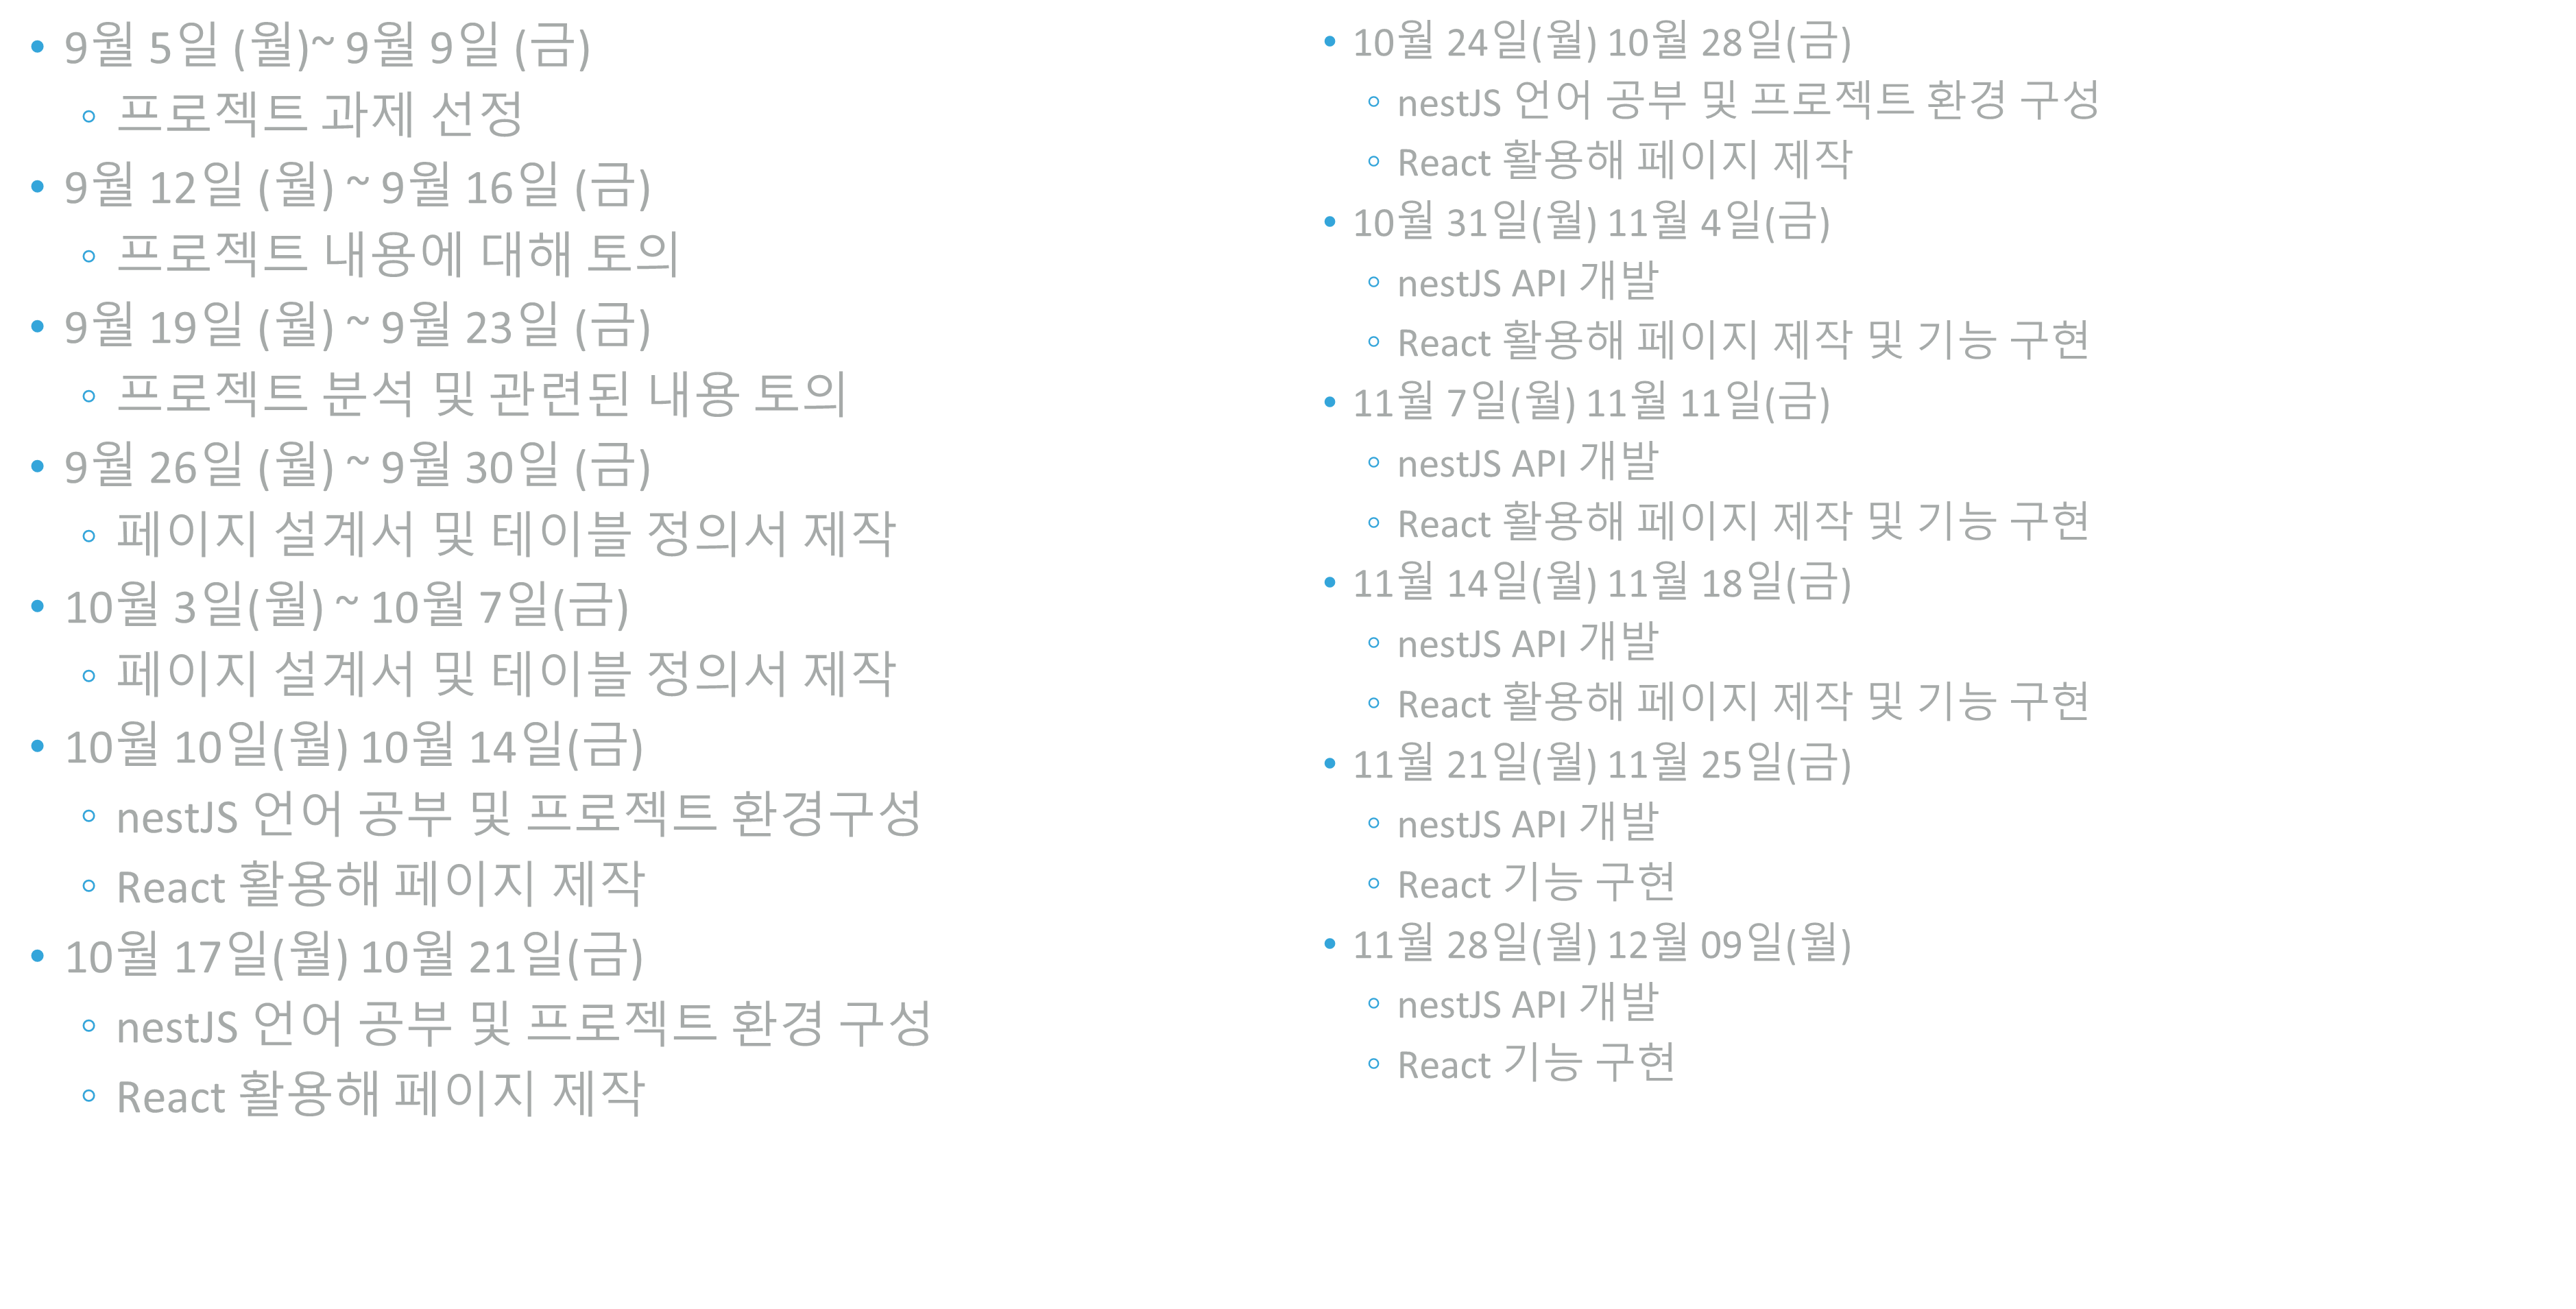 • 9월 5일 (월)~ 9월 9일 (금)
◦ 프로젝트 과제 선정
• 9월 12일 (월) ~ 9월 16일 (금)
◦ 프로젝트 내용에 대해 토의
• 9월 19일 (월) ~ 9월 23일 (금)
◦ 프로젝트 분석 및 관련된 내용 토의
• 9월 26일 (월) ~ 9월 30일 (금)
◦ 페이지 설계서 및 테이블 정의서 제작
• 10월 3일(월) ~ 10월 7일(금)
◦ 페이지 설계서 및 테이블 정의서 제작
• 10월 10일(월) 10월 14일(금)
◦ nestJS 언어 공부 및 프로젝트 환경구성
◦ React 활용해 페이지 제작
• 10월 17일(월) 10월 21일(금)
◦ nestJS 언어 공부 및 프로젝트 환경 구성
◦ React 활용해 페이지 제작
• 10월 24일(월) 10월 28일(금)
◦ nestJS 언어 공부 및 프로젝트 환경 구성
◦ React 활용해 페이지 제작
• 10월 31일(월) 11월 4일(금)
◦ nestJS API 개발
◦ React 활용해 페이지 제작 및 기능 구현
• 11월 7일(월) 11월 11일(금)
◦ nestJS API 개발
◦ React 활용해 페이지 제작 및 기능 구현
• 11월 14일(월) 11월 18일(금)
◦ nestJS API 개발
◦ React 활용해 페이지 제작 및 기능 구현
• 11월 21일(월) 11월 25일(금)
◦ nestJS API 개발
◦ React 기능 구현
• 11월 28일(월) 12월 09일(월)
◦ nestJS API 개발
◦ React 기능 구현